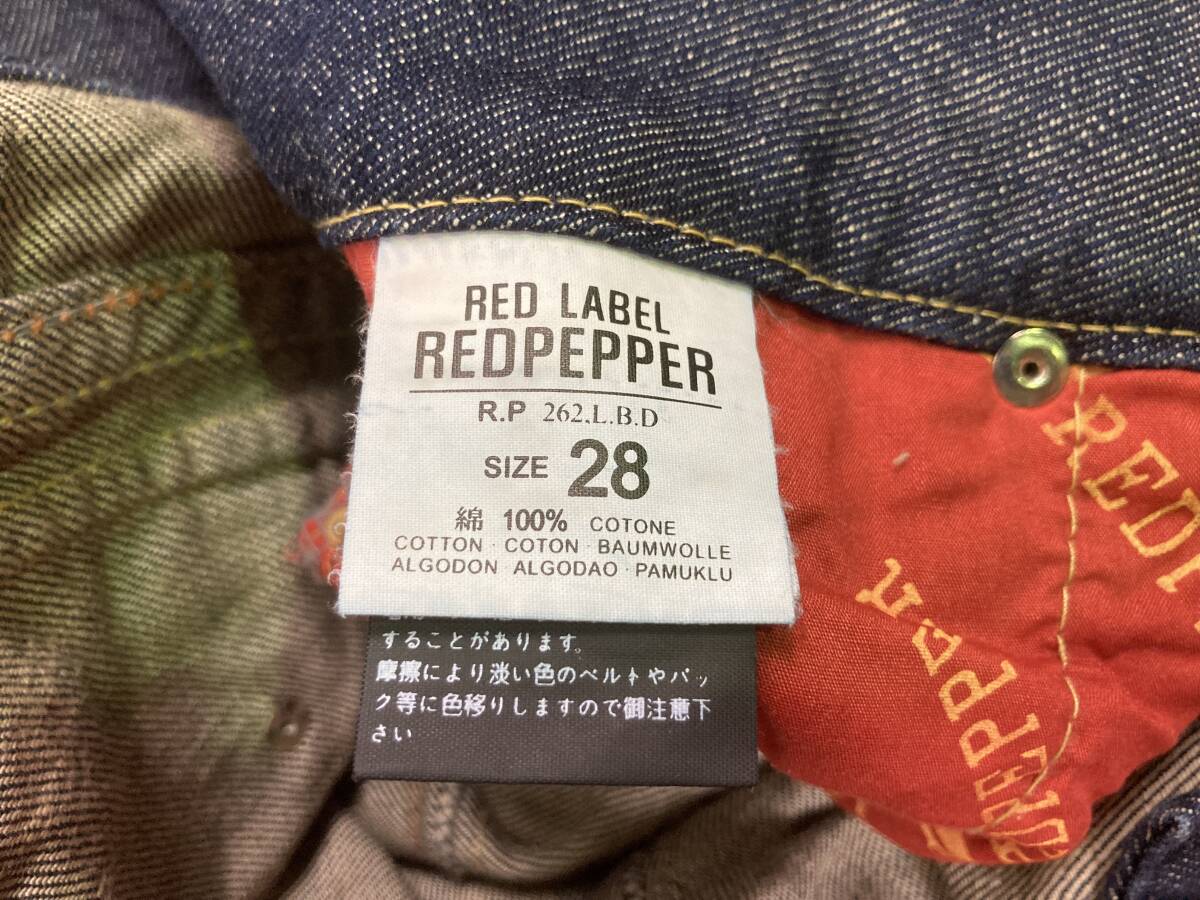 RED LABEL
REDPEPPER
R.P 262,L.B.D
SIZE 28
綿 100% COTONE
COTTON · COTON · BAUMWOLLE
ALGODON ALGODAO · PAMUKLU
することがあります。
摩擦により淡い色のベルトやバッ
ク等に色移りしますので御注意下
さい
REDP
EPPE